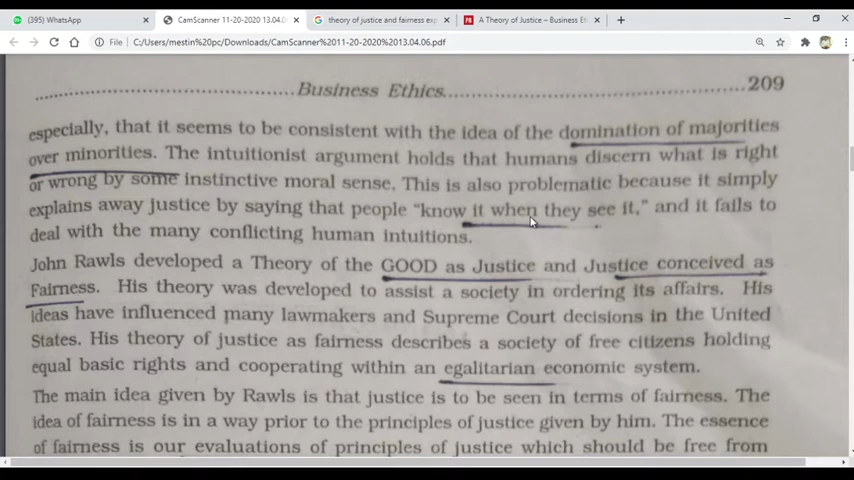 (395) WhatsApp
CamScanner 11-20-2020 13.04.0
theory of justice and fairness exp
A Theory of Justice – Business Et
File C:/Users/mestin%20pc/Downloads/CamScanner%2011-20-2020%2013.04.06.pdf
Business Ethics 209
especially, that it seems to be consistent with the idea of the domination of majorities
over minorities. The intuitionist argument holds that humans discern what is right
or wrong by some instinctive moral sense. This is also problematic because it simply
explains away justice by saying that people “know it when they see it,” and it fails to
deal with the many conflicting human intuitions.
John Rawls developed a Theory of the GOOD as Justice and Justice conceived as
Fairness. His theory was developed to assist a society in ordering its affairs. His
ideas have influenced many lawmakers and Supreme Court decisions in the United
States. His theory of justice as fairness describes a society of free citizens holding
equal basic rights and cooperating within an egalitarian economic system.
The main idea given by Rawls is that justice is to be seen in terms of fairness. The
idea of fairness is in a way prior to the principles of justice given by him. The essence
of fairness is our evaluations of principles of justice which should be free from